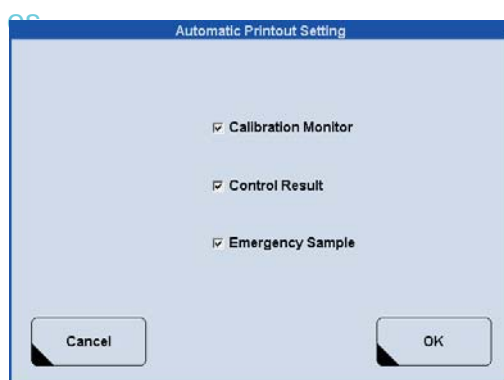 Automatic Printout Setting
Calibration Monitor
Control Result
Emergency Sample
Cancel OK